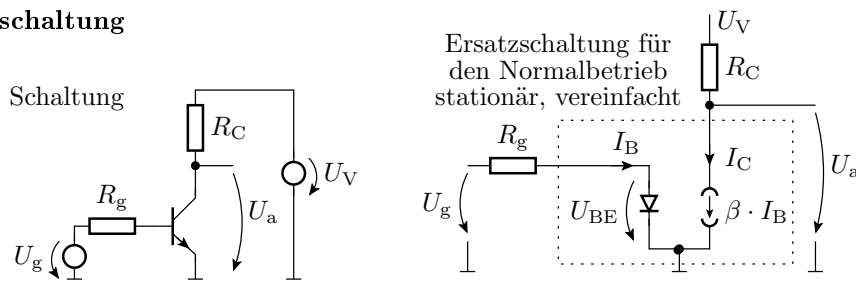 schaltung
Schaltung
R_C
U_V
R_g
U_a
U_g
Ersatzschaltung für
den Normalbetrieb
stationär, vereinfacht
U_V
R_C
R_g
I_B
I_C
U_a
U_g
U_BE
β · I_B